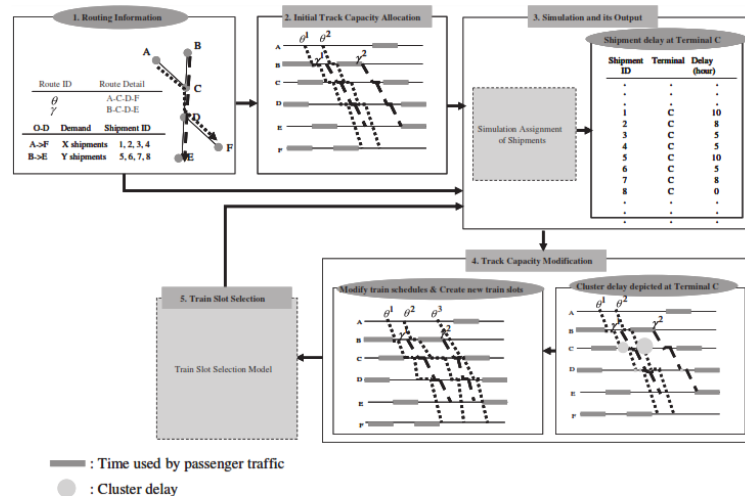 1. Routing Information
A
B
C
D
E
F
Route ID Route Detail
θ A-C-D-F
γ B-C-D-E
O-D Demand Shipment ID
A->F X shipments 1, 2, 3, 4
B->E Y shipments 5, 6, 7, 8
2. Initial Track Capacity Allocation
θ¹ θ²
A
B γ¹ γ²
C
D
E
F
3. Simulation and its Output
Simulation Assignment
of Shipments
Shipment delay at Terminal C
Shipment Terminal Delay
ID (hour)
. . .
. . .
1 C 10
2 C 8
3 C 5
4 C 5
5 C 10
6 C 5
7 C 8
8 C 0
. . .
. . .
4. Track Capacity Modification
Modify train schedules & Create new train slots
θ¹ θ² θ³
A
B γ¹ γ²
C
D
E
F
Cluster delay depicted at Terminal C
θ¹ θ²
A
B γ¹ γ²
C
D
E
F
5. Train Slot Selection
Train Slot Selection Model
: Time used by passenger traffic
: Cluster delay